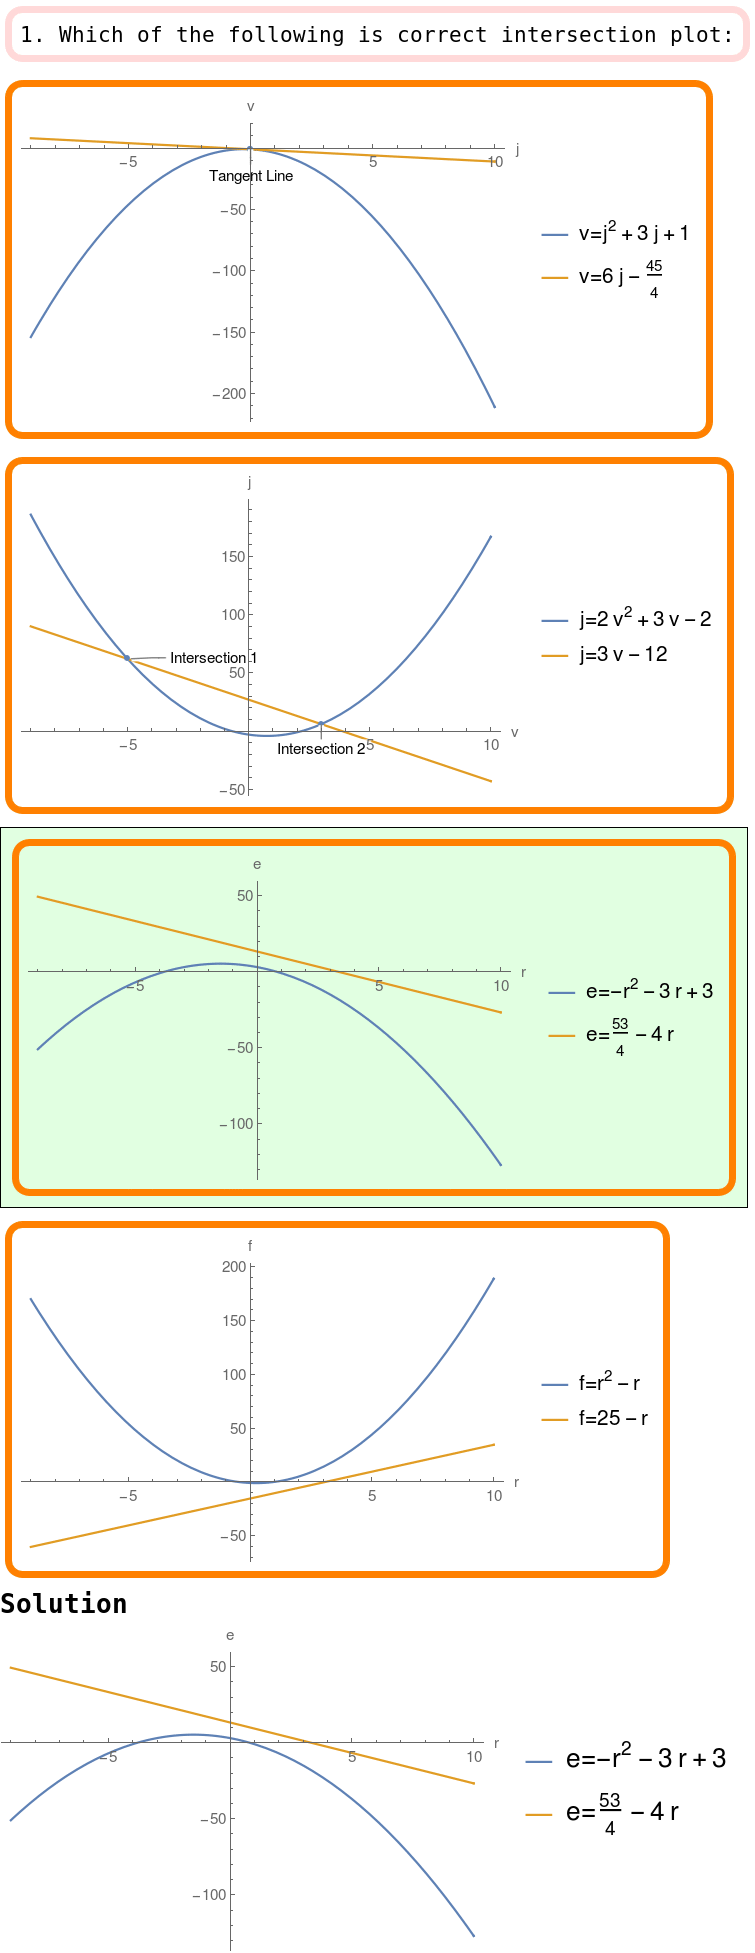 1. Which of the following is correct intersection plot:
v
j
−5
5
10
Tangent Line
−50
−100
−150
−200
v=j² + 3 j + 1
v=6 j − 45/4
j
150
100
50
Intersection 1
−5
5
10
v
Intersection 2
−50
j=2 v² + 3 v − 2
j=3 v − 12
e
50
r
−5
5
10
−50
−100
e=−r² − 3 r + 3
e=53/4 − 4 r
f
200
150
100
50
r
−5
5
10
−50
f=r² − r
f=25 − r
Solution
e
50
r
−5
5
10
−50
−100
e=−r² − 3 r + 3
e=53/4 − 4 r